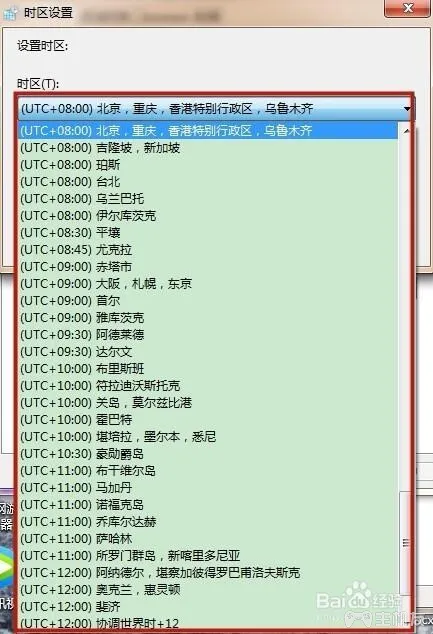 时区设置
设置时区:
时区(T):
(UTC+08:00) 北京，重庆，香港特别行政区，乌鲁木齐
(UTC+08:00) 北京，重庆，香港特别行政区，乌鲁木齐
(UTC+08:00) 吉隆坡，新加坡
(UTC+08:00) 珀斯
(UTC+08:00) 台北
(UTC+08:00) 乌兰巴托
(UTC+08:00) 伊尔库茨克
(UTC+08:30) 平壤
(UTC+08:45) 尤克拉
(UTC+09:00) 赤塔市
(UTC+09:00) 大阪，札幌，东京
(UTC+09:00) 首尔
(UTC+09:00) 雅库茨克
(UTC+09:30) 阿德莱德
(UTC+09:30) 达尔文
(UTC+10:00) 布里斯班
(UTC+10:00) 符拉迪沃斯托克
(UTC+10:00) 关岛，莫尔兹比港
(UTC+10:00) 霍巴特
(UTC+10:00) 堪培拉，墨尔本，悉尼
(UTC+10:30) 豪勋爵岛
(UTC+11:00) 布干维尔岛
(UTC+11:00) 马加丹
(UTC+11:00) 诺福克岛
(UTC+11:00) 乔库尔达赫
(UTC+11:00) 萨哈林
(UTC+11:00) 所罗门群岛，新喀里多尼亚
(UTC+12:00) 阿纳德尔，堪察加彼得罗巴甫洛夫斯克
(UTC+12:00) 奥克兰，惠灵顿
(UTC+12:00) 斐济
(UTC+12:00) 协调世界时+12
网游
器
讯视
Baidu 经验